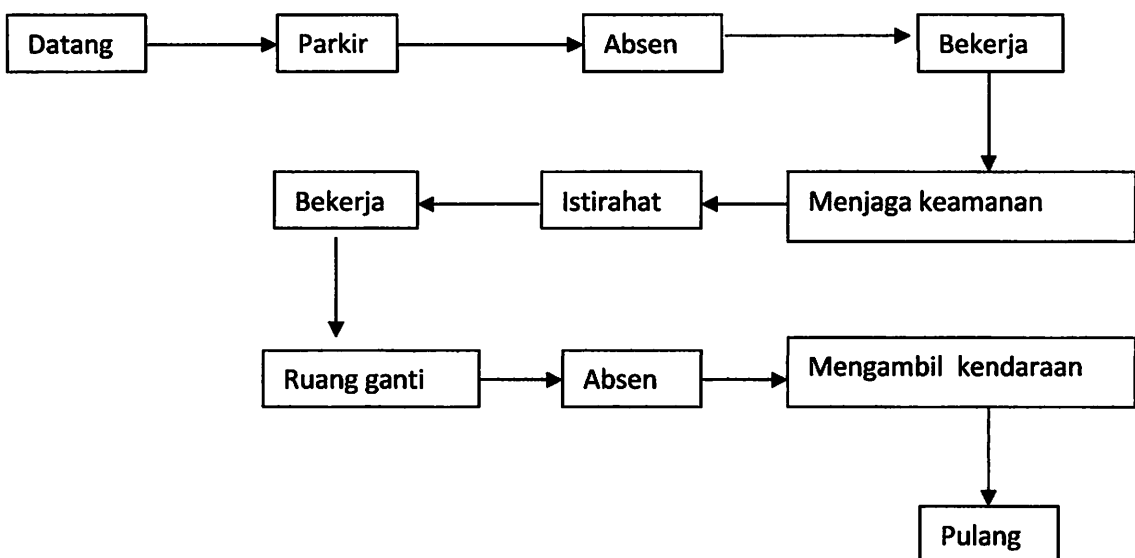 Datang
Parkir
Absen
Bekerja
Menjaga keamanan
Istirahat
Bekerja
Ruang ganti
Absen
Mengambil kendaraan
Pulang